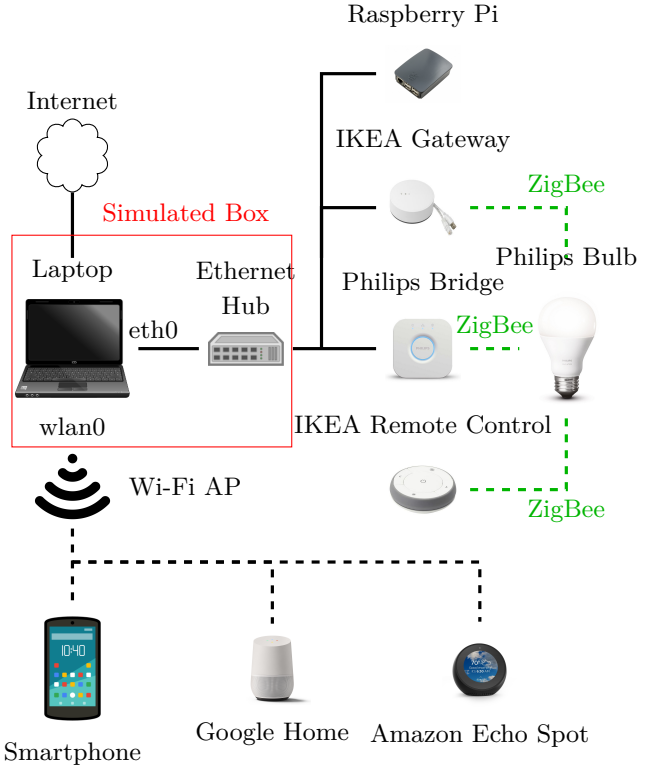 Raspberry Pi
Internet
IKEA Gateway
ZigBee
Simulated Box
Laptop
Ethernet
Hub
Philips Bulb
Philips Bridge
eth0
ZigBee
wlan0
IKEA Remote Control
Wi-Fi AP
ZigBee
10:40
Google Home
Amazon Echo Spot
Smartphone